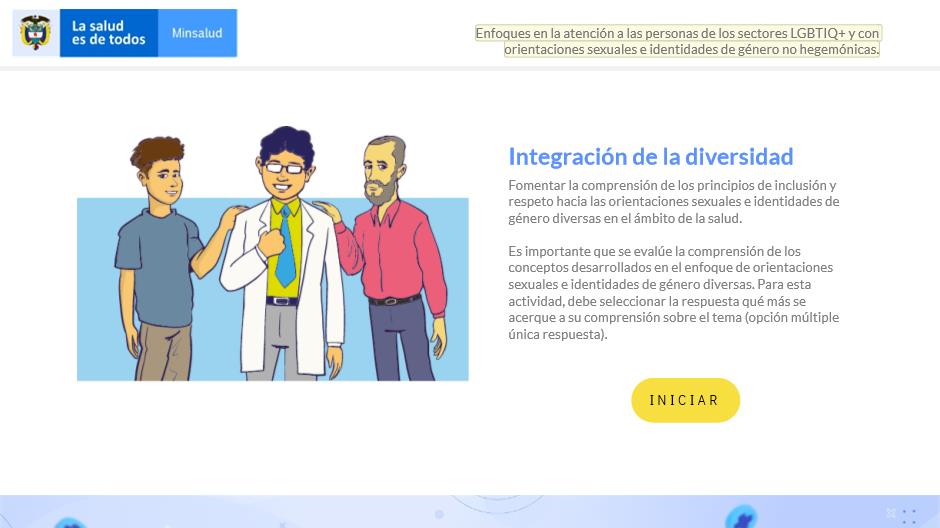 La salud
es de todos
Minsalud
Enfoques en la atención a las personas de los sectores LGBTIQ+ y con
orientaciones sexuales e identidades de género no hegemónicas.
Integración de la diversidad
Fomentar la comprensión de los principios de inclusión y
respeto hacia las orientaciones sexuales e identidades de
género diversas en el ámbito de la salud.
Es importante que se evalúe la comprensión de los
conceptos desarrollados en el enfoque de orientaciones
sexuales e identidades de género diversas. Para esta
actividad, debe seleccionar la respuesta qué más se
acerque a su comprensión sobre el tema (opción múltiple
única respuesta).
INICIAR